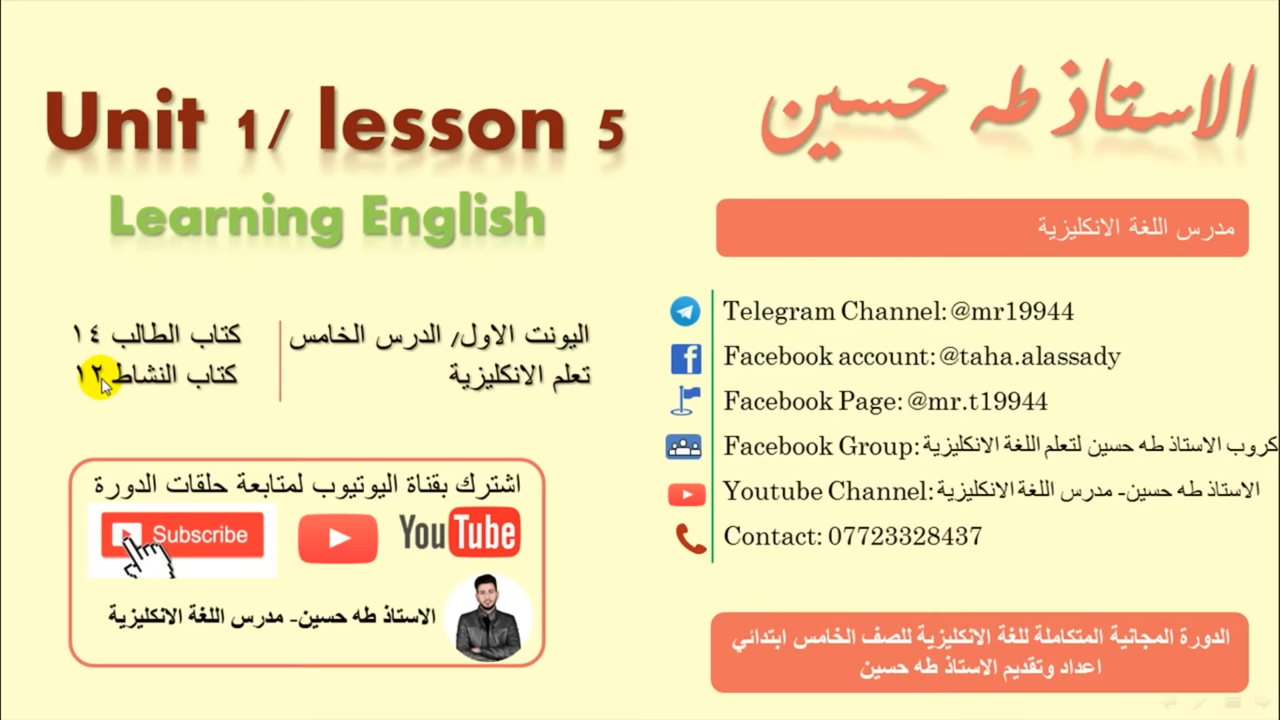 Unit 1/ lesson 5
Learning English
اليونت الاول/ الدرس الخامس
تعلم الانكليزية
كتاب الطالب ١٤
كتاب النشاط ١٢
اشترك بقناة اليوتيوب لمتابعة حلقات الدورة
Subscribe
YouTube
الاستاذ طه حسين- مدرس اللغة الانكليزية
الاستاذ طه حسين
مدرس اللغة الانكليزية
Telegram Channel: @mr19944
Facebook account: @taha.alassady
Facebook Page: @mr.t19944
Facebook Group: كروب الاستاذ طه حسين لتعلم اللغة الانكليزية
Youtube Channel: الاستاذ طه حسين- مدرس اللغة الانكليزية
Contact: 07723328437
الدورة المجانية المتكاملة للغة الانكليزية للصف الخامس ابتدائي
اعداد وتقديم الاستاذ طه حسين